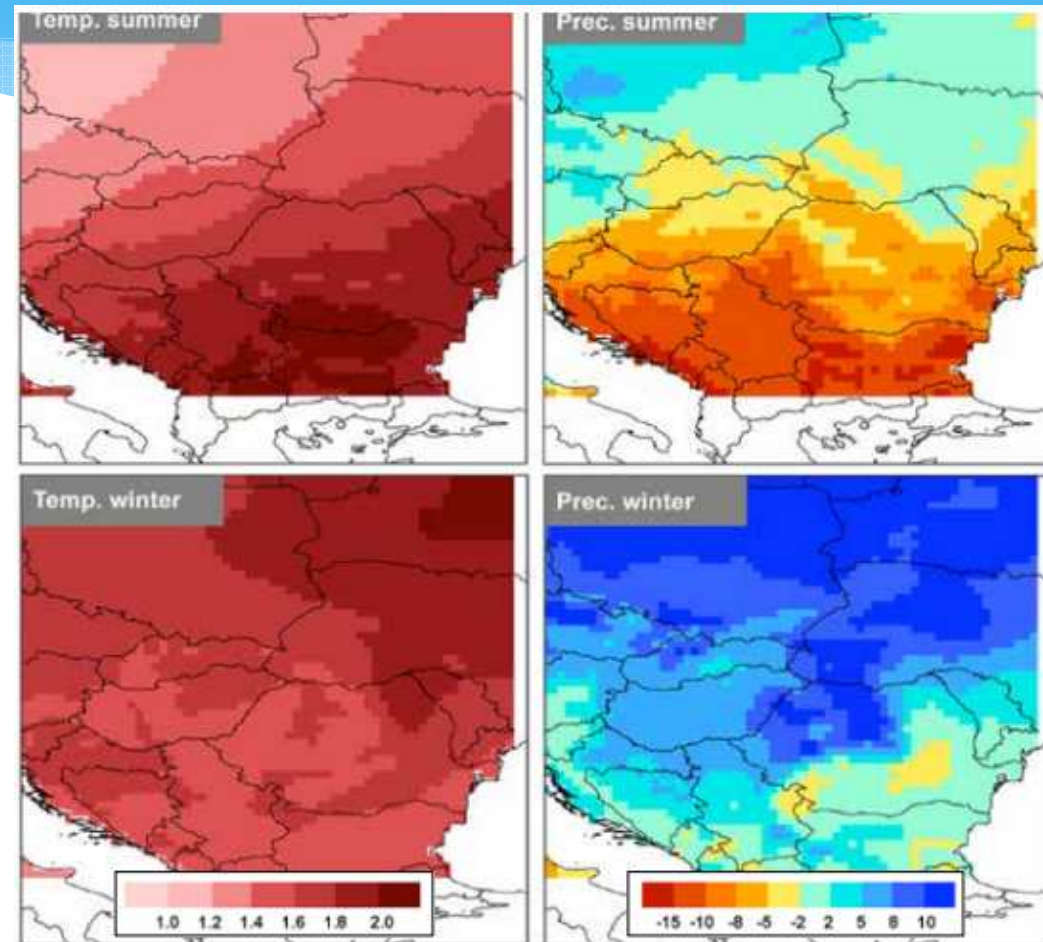 Temp. summer
Prec. summer
Temp. winter
Prec. winter
1.0 1.2 1.4 1.6 1.8 2.0
-15 -10 -8 -5 -2 2 5 8 10